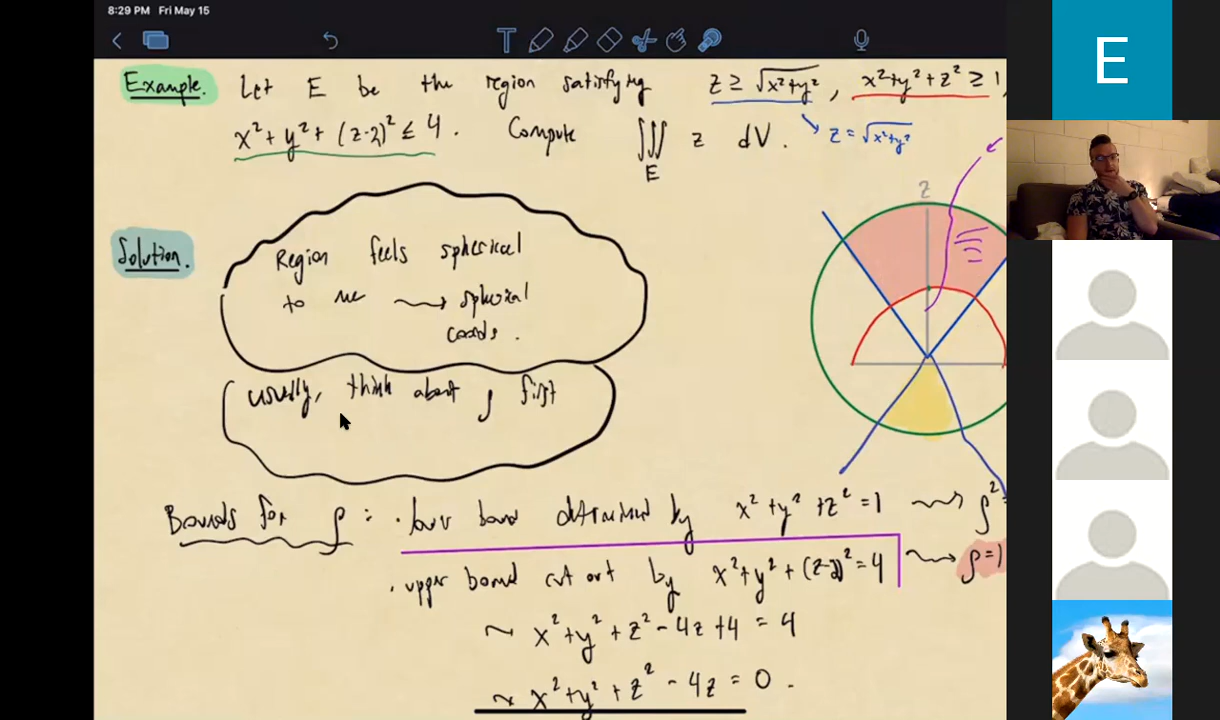 8:29 PM Fri May 15
T
E
Example. Let E be the region satisfying z ≥ √x²+y² , x²+y²+z² ≥ 1,
x²+y²+(z-2)² ≤ 4. Compute ∭ z dV. z = √x²+y²
E
z
Solution.
Region feels spherical
to me ⟿ spherical
coords.
usually, think about ρ first
Bounds for ρ: · lower bound determined by x²+y²+z²=1 ⟿ ρ²=
· upper bound cut out by x²+y²+(z-2)²=4 ⟿ ρ=1
~ x²+y²+z²-4z+4=4
~ x²+y²+z²-4z=0.